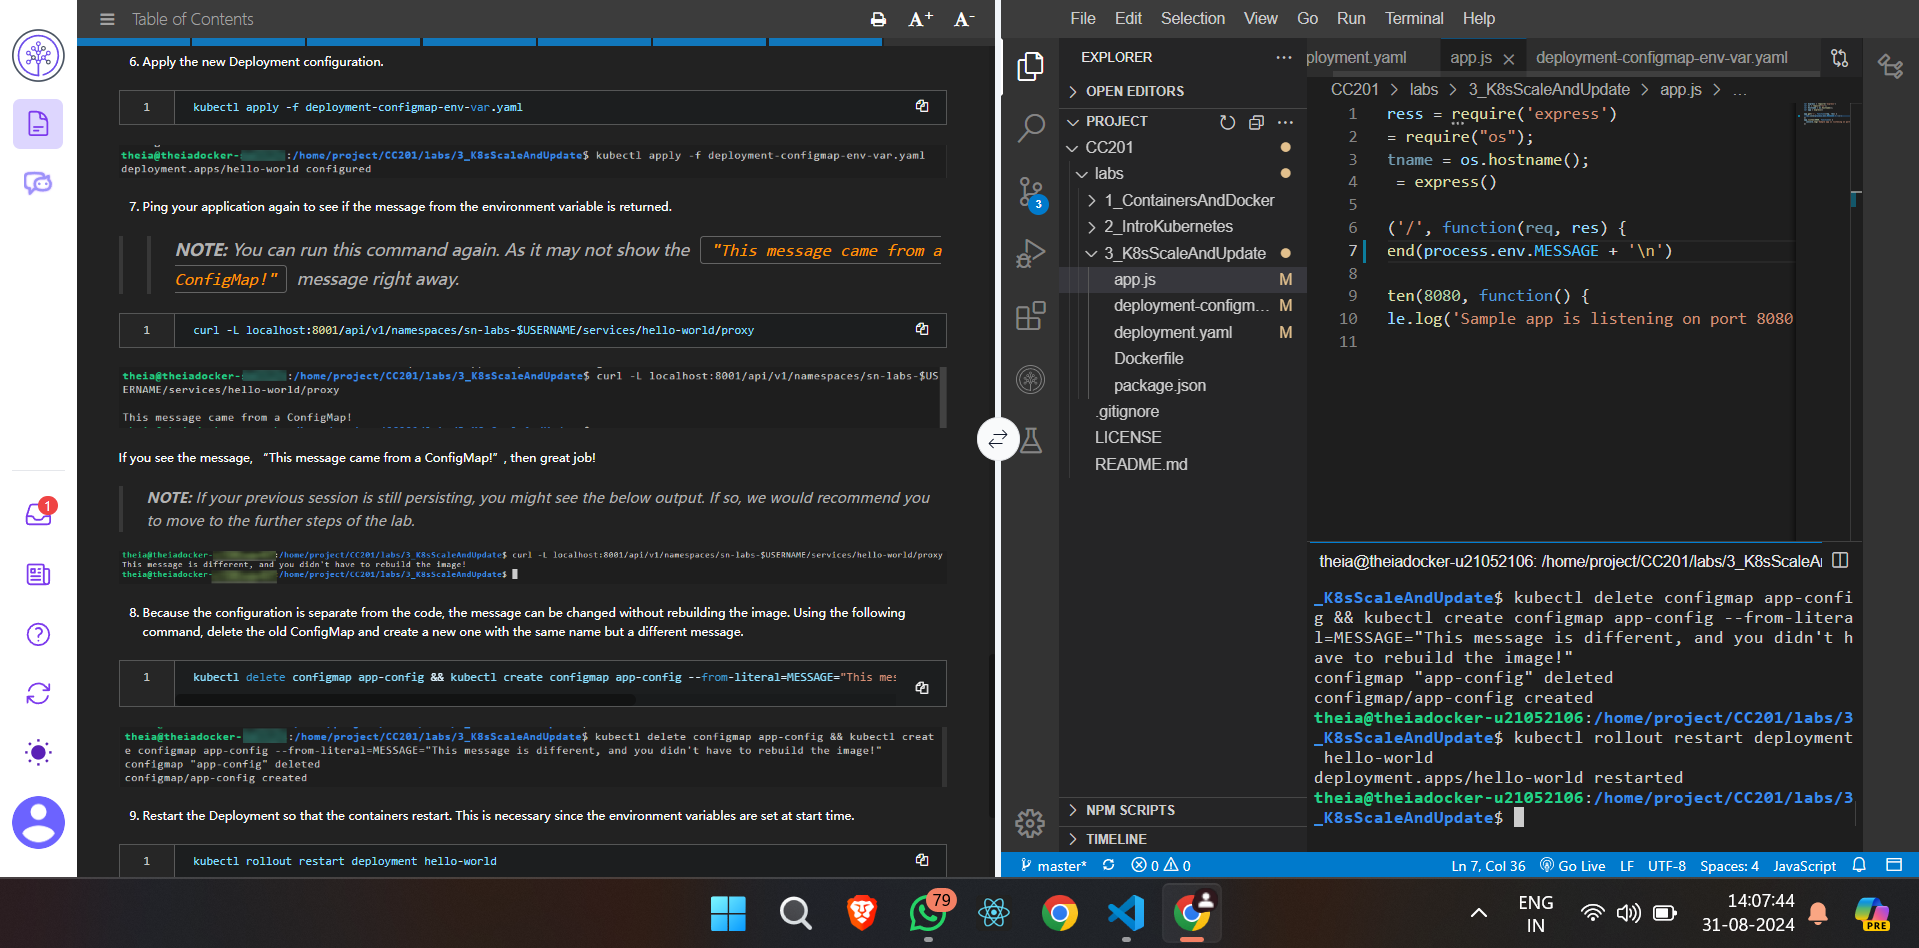 Table of Contents
A+ A-
6. Apply the new Deployment configuration.
1 kubectl apply -f deployment-configmap-env-var.yaml
theia@theiadocker-:/home/project/CC201/labs/3_K8sScaleAndUpdate$ kubectl apply -f deployment-configmap-env-var.yaml
deployment.apps/hello-world configured
7. Ping your application again to see if the message from the environment variable is returned.
NOTE: You can run this command again. As it may not show the "This message came from a
ConfigMap!" message right away.
1 curl -L localhost:8001/api/v1/namespaces/sn-labs-$USERNAME/services/hello-world/proxy
theia@theiadocker-:/home/project/CC201/labs/3_K8sScaleAndUpdate$ curl -L localhost:8001/api/v1/namespaces/sn-labs-$US
ERNAME/services/hello-world/proxy
This message came from a ConfigMap!
If you see the message, "This message came from a ConfigMap!" , then great job!
NOTE: If your previous session is still persisting, you might see the below output. If so, we would recommend you
to move to the further steps of the lab.
theia@theiadocker-:/home/project/CC201/labs/3_K8sScaleAndUpdate$ curl -L localhost:8001/api/v1/namespaces/sn-labs-$USERNAME/services/hello-world/proxy
This message is different, and you didn't have to rebuild the image!
theia@theiadocker-:/home/project/CC201/labs/3_K8sScaleAndUpdate$
8. Because the configuration is separate from the code, the message can be changed without rebuilding the image. Using the following
command, delete the old ConfigMap and create a new one with the same name but a different message.
1 kubectl delete configmap app-config && kubectl create configmap app-config --from-literal=MESSAGE="This mes
theia@theiadocker-:/home/project/CC201/labs/3_K8sScaleAndUpdate$ kubectl delete configmap app-config && kubectl creat
e configmap app-config --from-literal=MESSAGE="This message is different, and you didn't have to rebuild the image!"
configmap "app-config" deleted
configmap/app-config created
9. Restart the Deployment so that the containers restart. This is necessary since the environment variables are set at start time.
1 kubectl rollout restart deployment hello-world
1
File Edit Selection View Go Run Terminal Help
3
EXPLORER
OPEN EDITORS
PROJECT
CC201
labs
1_ContainersAndDocker
2_IntroKubernetes
3_K8sScaleAndUpdate
app.js M
deployment-configm... M
deployment.yaml M
Dockerfile
package.json
.gitignore
LICENSE
README.md
NPM SCRIPTS
TIMELINE
ployment.yaml app.js deployment-configmap-env-var.yaml
CC201 > labs > 3_K8sScaleAndUpdate > app.js > ...
1 ress = require('express')
2 = require("os");
3 tname = os.hostname();
4 = express()
5
6 ('/', function(req, res) {
7 end(process.env.MESSAGE + '\n')
8
9 ten(8080, function() {
10 le.log('Sample app is listening on port 8080
11
theia@theiadocker-u21052106: /home/project/CC201/labs/3_K8sScaleA
_K8sScaleAndUpdate$ kubectl delete configmap app-confi
g && kubectl create configmap app-config --from-litera
l=MESSAGE="This message is different, and you didn't h
ave to rebuild the image!"
configmap "app-config" deleted
configmap/app-config created
theia@theiadocker-u21052106:/home/project/CC201/labs/3
_K8sScaleAndUpdate$ kubectl rollout restart deployment
hello-world
deployment.apps/hello-world restarted
theia@theiadocker-u21052106:/home/project/CC201/labs/3
_K8sScaleAndUpdate$
master* 0 0 Ln 7, Col 36 Go Live LF UTF-8 Spaces: 4 JavaScript
79
ENG
IN
14:07:44
31-08-2024
PRE